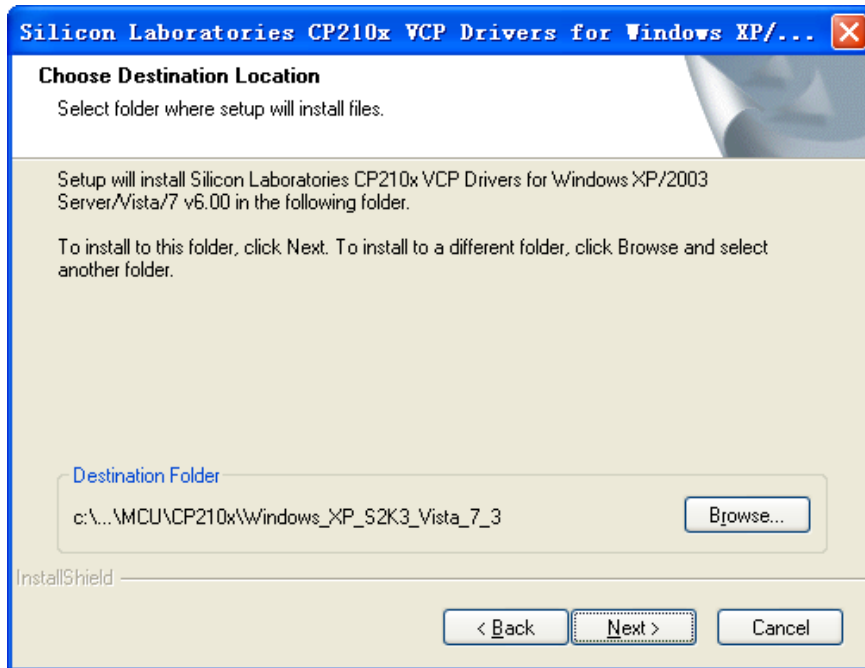 Silicon Laboratories CP210x VCP Drivers for Windows XP/...
Choose Destination Location
Select folder where setup will install files.
Setup will install Silicon Laboratories CP210x VCP Drivers for Windows XP/2003
Server/Vista/7 v6.00 in the following folder.
To install to this folder, click Next. To install to a different folder, click Browse and select
another folder.
Destination Folder
c:\...\MCU\CP210x\Windows_XP_S2K3_Vista_7_3
Browse...
InstallShield
< Back
Next >
Cancel